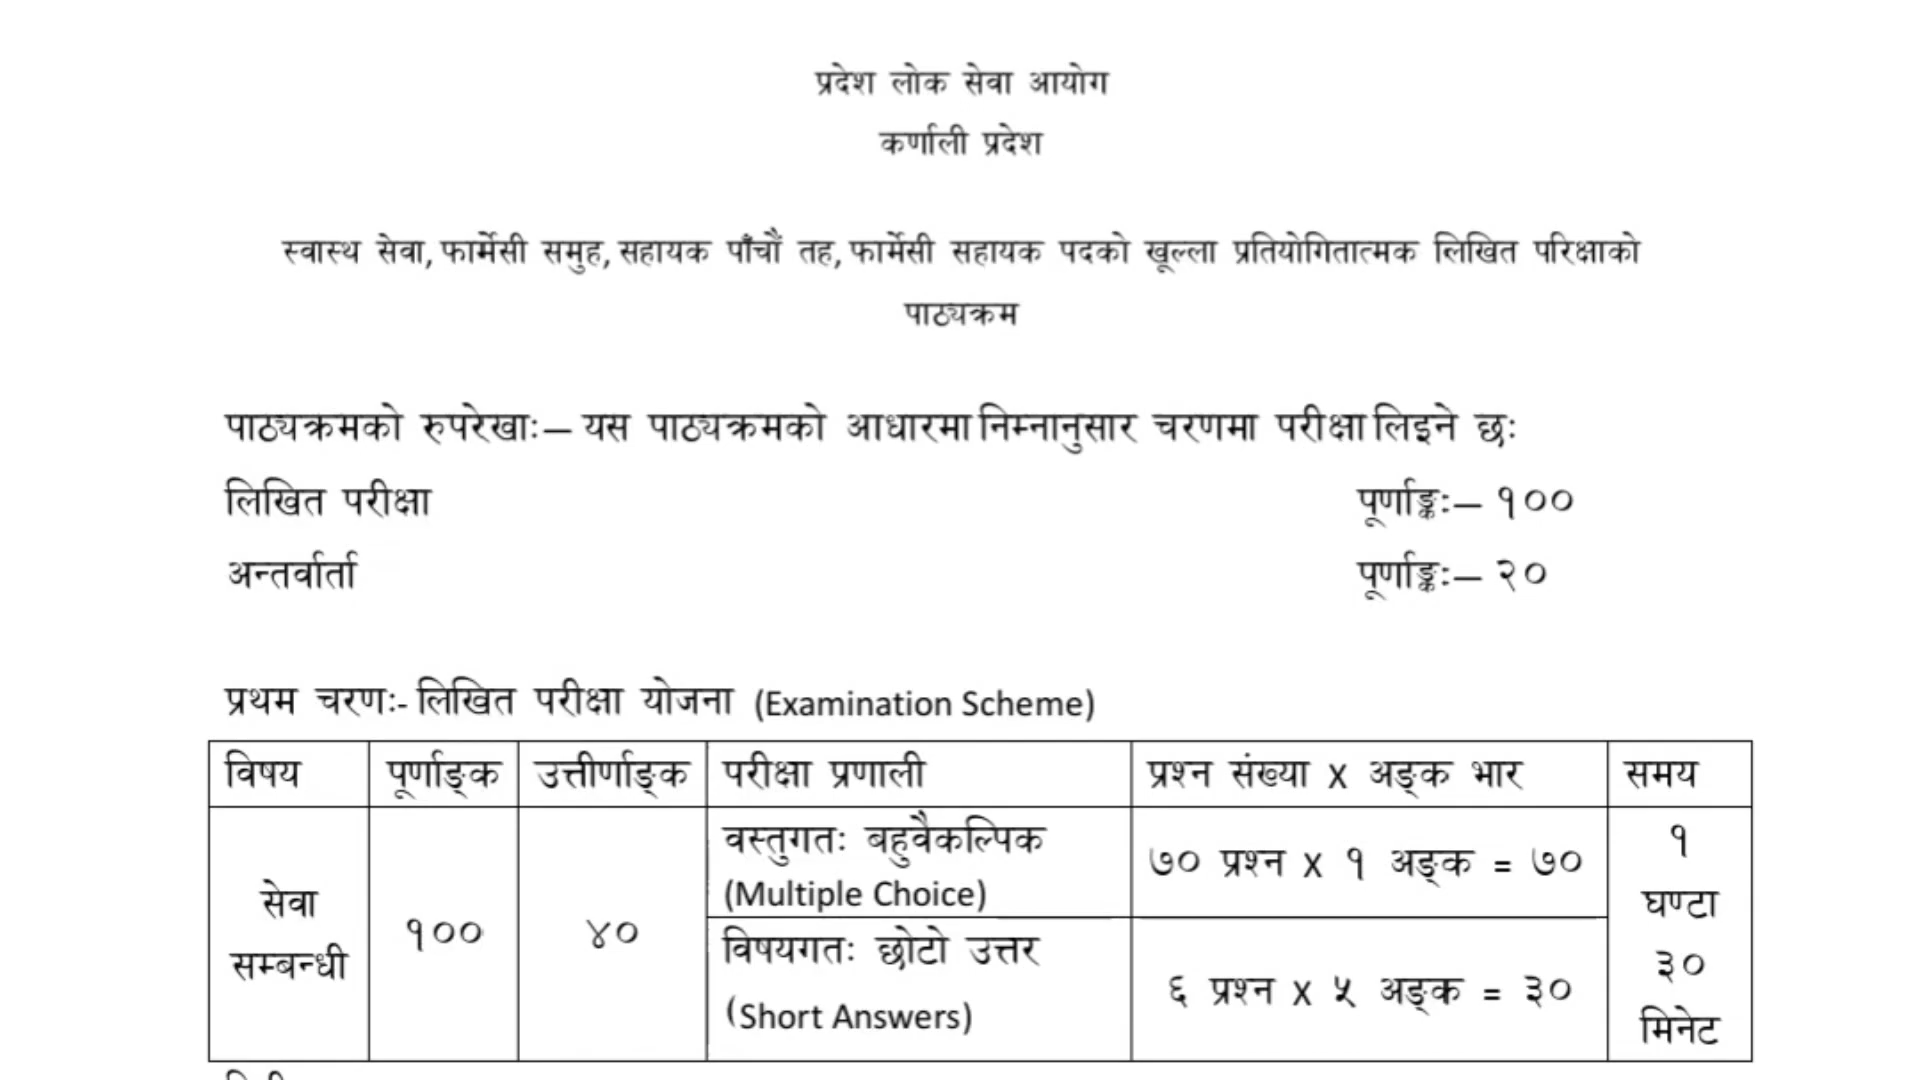 प्रदेश लोक सेवा आयोग
कर्णाली प्रदेश
स्वास्थ सेवा, फार्मेसी समुह, सहायक पाँचौं तह, फार्मेसी सहायक पदको खूल्ला प्रतियोगितात्मक लिखित परिक्षाको
पाठ्यक्रम
पाठ्यक्रमको रुपरेखाः– यस पाठ्यक्रमको आधारमा निम्नानुसार चरणमा परीक्षा लिइने छः
लिखित परीक्षा पूर्णाङ्कः– १००
अन्तर्वार्ता पूर्णाङ्कः– २०
प्रथम चरणः- लिखित परीक्षा योजना (Examination Scheme)
विषय पूर्णाङ्क उत्तीर्णाङ्क परीक्षा प्रणाली प्रश्न संख्या X अङ्क भार समय
सेवा
सम्बन्धी
१००
४०
वस्तुगतः बहुवैकल्पिक
(Multiple Choice)
७० प्रश्न X १ अङ्क = ७०
विषयगतः छोटो उत्तर
(Short Answers)
६ प्रश्न X ५ अङ्क = ३०
१
घण्टा
३०
मिनेट